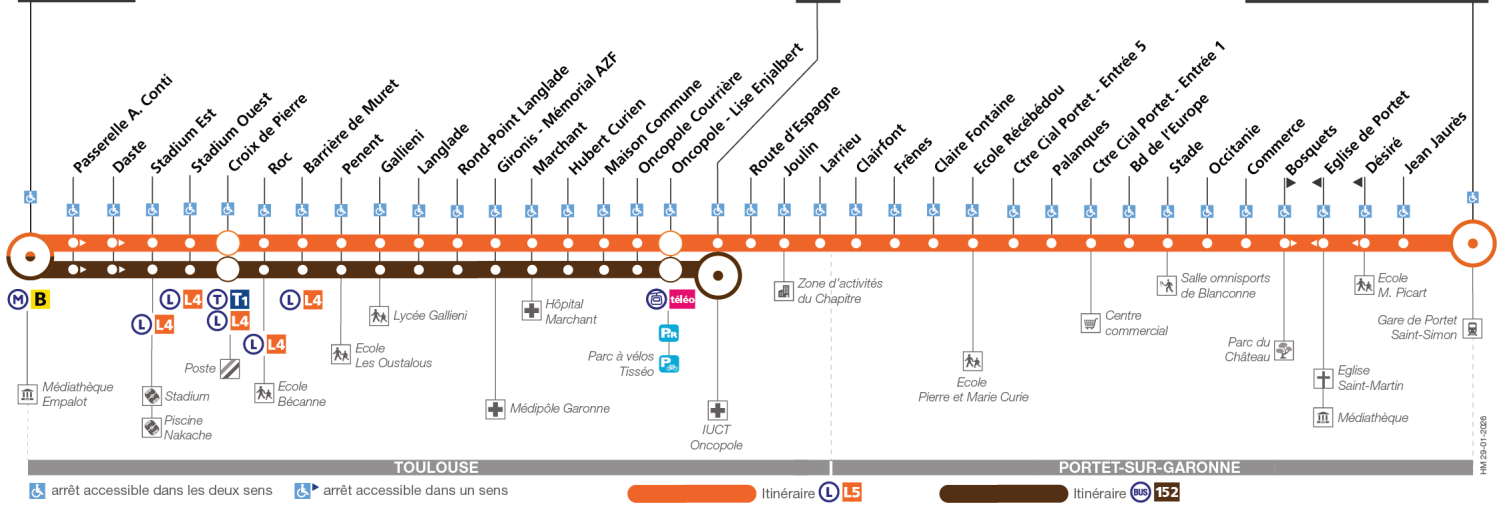 Passerelle A. Conti
Daste
Stadium Est
Stadium Ouest
Croix de Pierre
Roc
Barrière de Muret
Penent
Gallieni
Langlade
Rond-Point Langlade
Gironis - Mémorial AZF
Marchant
Hubert Curien
Maison Commune
Oncopole Courrière
Oncopole - Lise Enjalbert
Route d'Espagne
Joulin
Larrieu
Clairfont
Frênes
Claire Fontaine
Ecole Récébédou
Ctre Cial Portet - Entrée 5
Palanques
Ctre Cial Portet - Entrée 1
Bd de l'Europe
Stade
Occitanie
Commerce
Bosquets
Eglise de Portet
Désiré
Jean Jaurès
M B
L L4
L L4
T T1
L L4
L L4
L L4
téléo
P+R
P
Parc à vélos
Tisséo
Médiathèque
Empalot
Stadium
Piscine
Nakache
Poste
Ecole
Bécanne
Ecole
Les Oustalous
Lycée Gallieni
Médipôle Garonne
Hôpital
Marchant
IUCT
Oncopole
Zone d'activités
du Chapitre
Ecole
Pierre et Marie Curie
Centre
commercial
Salle omnisports
de Blanconne
Parc du
Château
Eglise
Saint-Martin
Médiathèque
Ecole
M. Picart
Gare de Portet
Saint-Simon
HM 29-01-2026
TOULOUSE
PORTET-SUR-GARONNE
arrêt accessible dans les deux sens
arrêt accessible dans un sens
Itinéraire L L5
Itinéraire BUS 152